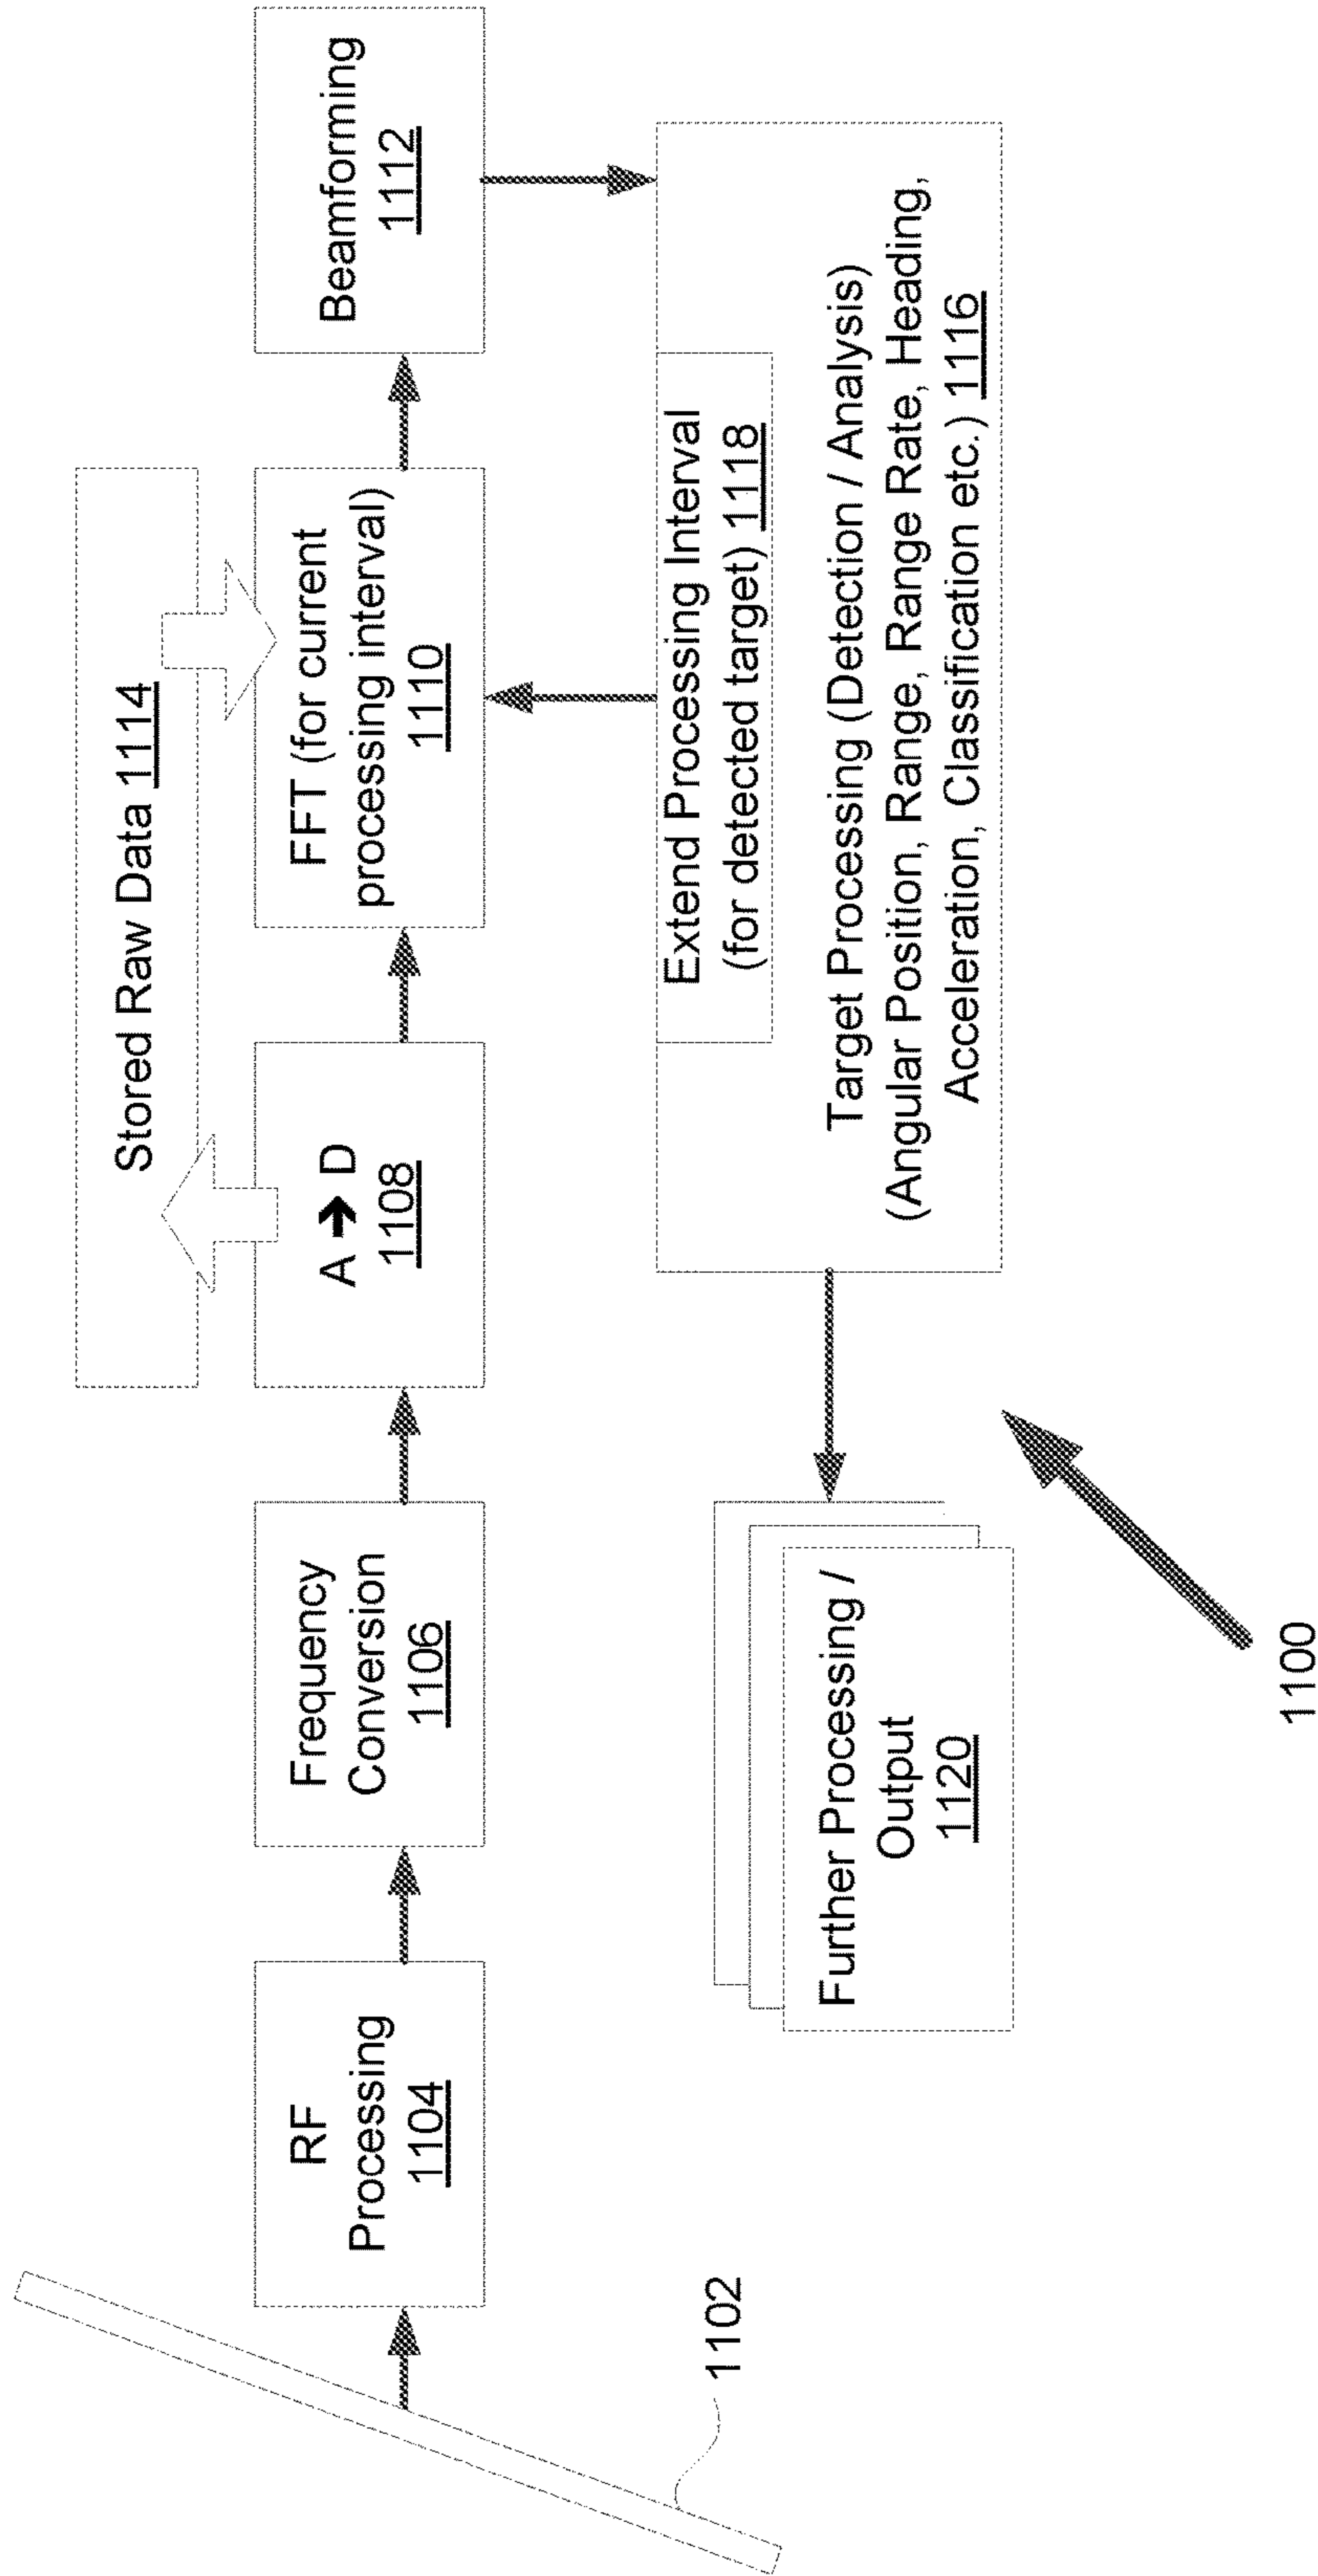 Stored Raw Data 1114
RF
Processing
1104
Frequency
Conversion
1106
A ➔ D
1108
FFT (for current
processing interval)
1110
Beamforming
1112
1102
Further Processing /
Output
1120
Extend Processing Interval
(for detected target) 1118
Target Processing (Detection / Analysis)
(Angular Position, Range, Range Rate, Heading,
Acceleration, Classification etc.) 1116
1100